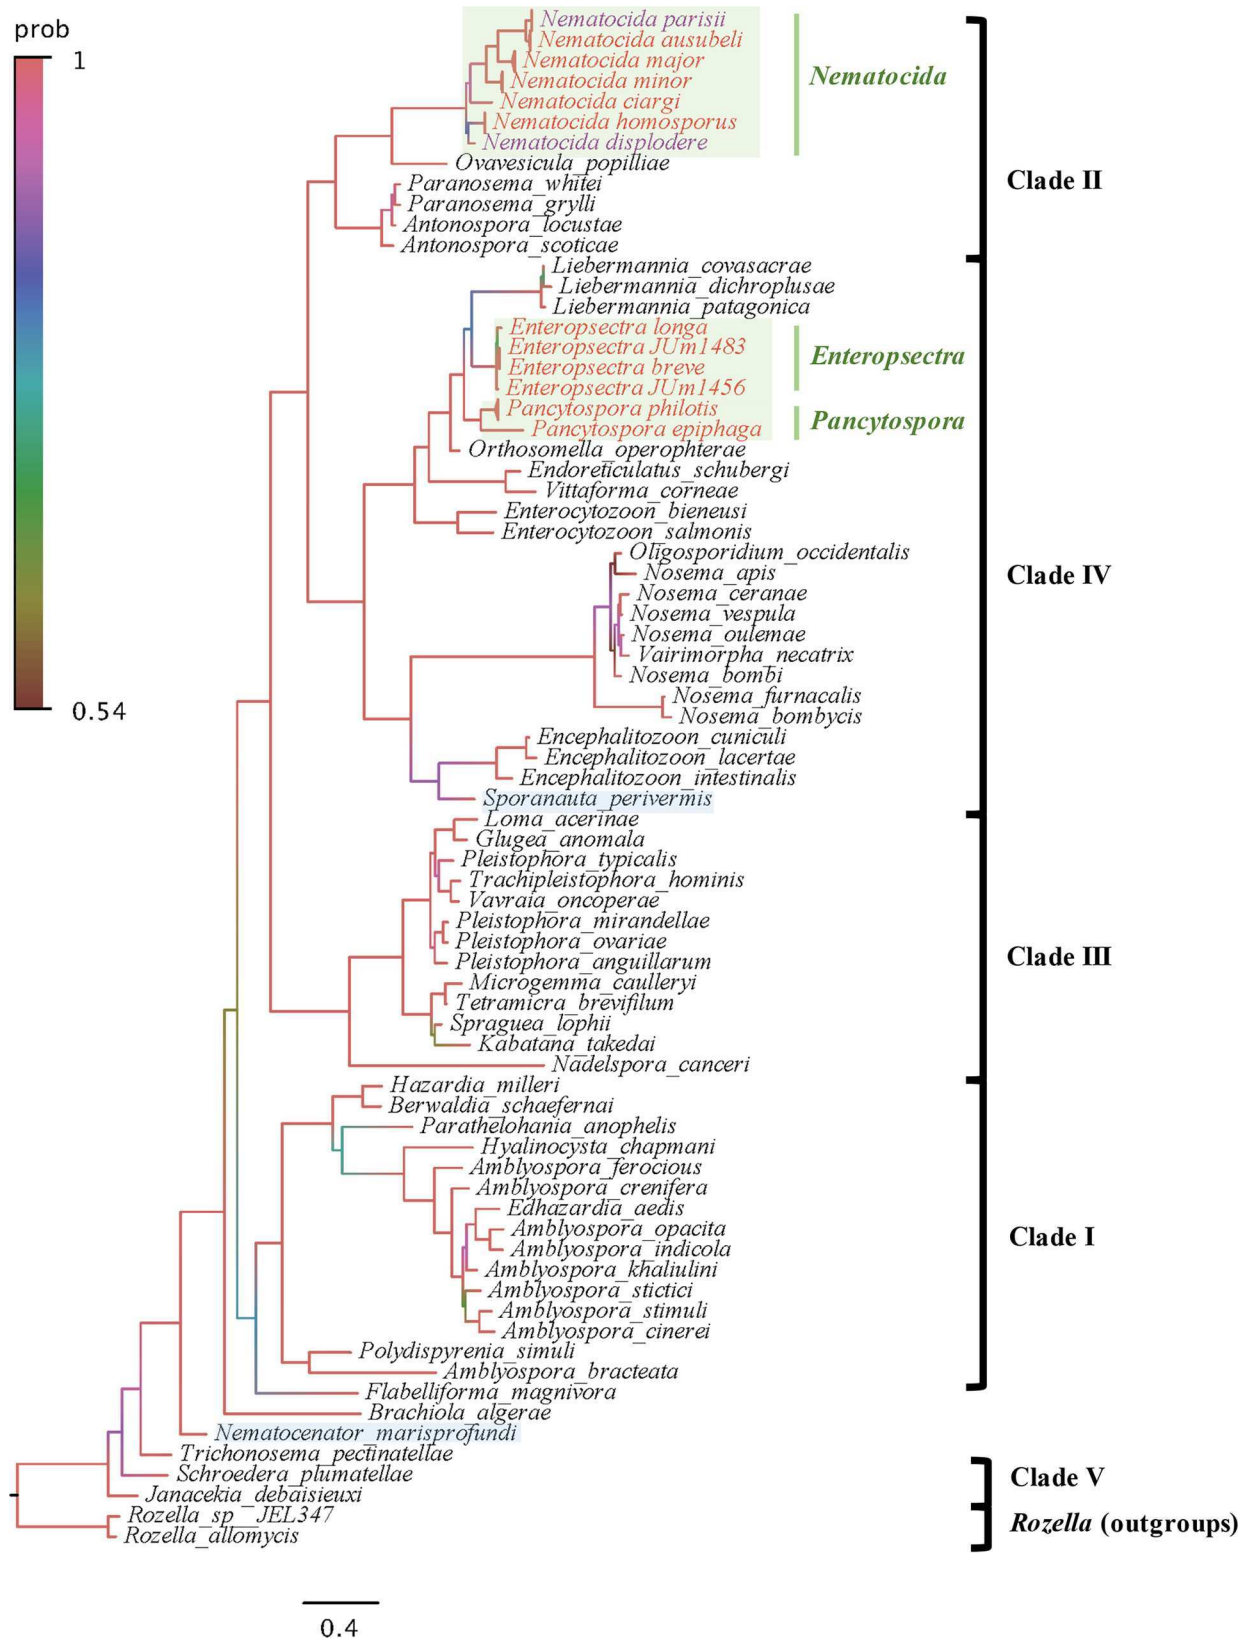 prob
1
0.54
Nematocida parisii
Nematocida ausubeli
Nematocida major
Nematocida minor
Nematocida ciargi
Nematocida homosporus
Nematocida displodere
Nematocida
Ovavesicula_popilliae
Paranosema_whitei
Paranosema_grylli
Antonospora_locustae
Antonospora_scoticae
Clade II
Liebermannia_covasacrae
Liebermannia_dichroplusae
Liebermannia_patagonica
Enteropsectra longa
Enteropsectra JUm1483
Enteropsectra breve
Enteropsectra JUm1456
Enteropsectra
Pancytospora philotis
Pancytospora epiphaga
Pancytospora
Orthosomella_operophterae
Endoreticulatus_schubergi
Vittaforma_corneae
Enterocytozoon_bieneusi
Enterocytozoon_salmonis
Oligosporidium_occidentalis
Nosema_apis
Clade IV
Nosema_ceranae
Nosema_vespula
Nosema_oulemae
Vairimorpha_necatrix
Nosema_bombi
Nosema_furnacalis
Nosema_bombycis
Encephalitozoon_cuniculi
Encephalitozoon_lacertae
Encephalitozoon_intestinalis
Sporanauta_perivermis
Loma_acerinae
Glugea_anomala
Pleistophora_typicalis
Trachipleistophora_hominis
Vavraia_oncoperae
Pleistophora_mirandellae
Pleistophora_ovariae
Pleistophora_anguillarum
Clade III
Microgemma_caulleryi
Tetramicra_brevifilum
Spraguea_lophii
Kabatana_takedai
Nadelspora_canceri
Hazardia_milleri
Berwaldia_schaefernai
Parathelohania_anophelis
Hyalinocysta_chapmani
Amblyospora_ferocious
Amblyospora_crenifera
Edhazardia_aedis
Amblyospora_opacita
Amblyospora_indicola
Clade I
Amblyospora_khaliulini
Amblyospora_stictici
Amblyospora_stimuli
Amblyospora_cinerei
Polydispyrenia_simuli
Amblyospora_bracteata
Flabelliforma_magnivora
Brachiola_algerae
Nematocenator_marisprofundi
Trichonosema_pectinatellae
Schroedera_plumatellae
Janacekia_debaisieuxi
Clade V
Rozella_sp__JEL347
Rozella_allomycis
Rozella (outgroups)
0.4